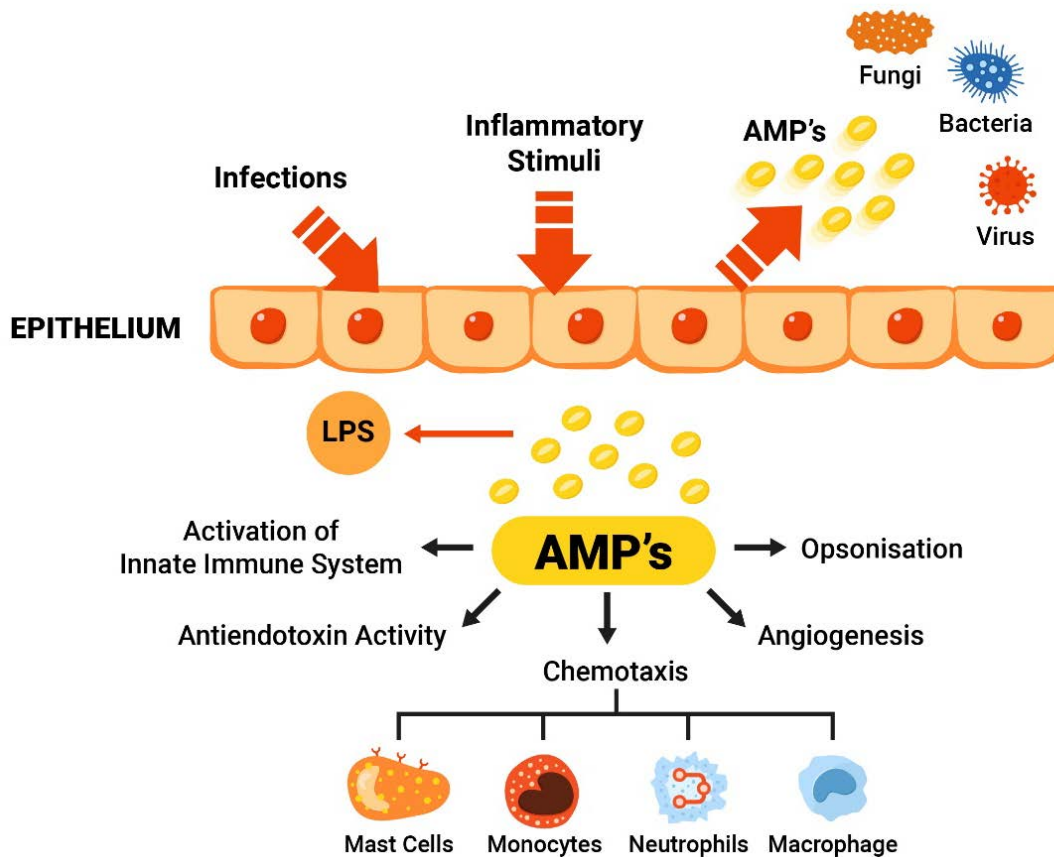 Fungi
Bacteria
Virus
AMP's
Inflammatory
Stimuli
Infections
EPITHELIUM
LPS
AMP's
Activation of
Innate Immune System
Opsonisation
Antiendotoxin Activity
Angiogenesis
Chemotaxis
Mast Cells
Monocytes
Neutrophils
Macrophage